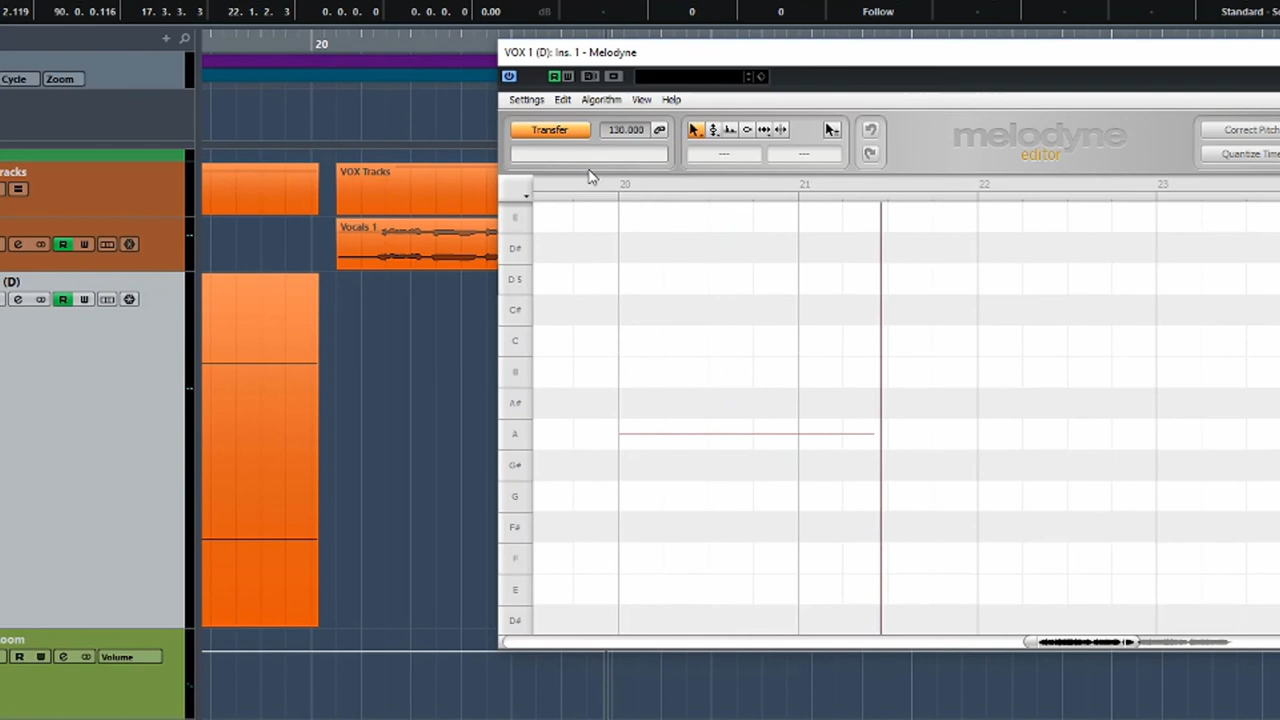 2.119 90. 0. 0.116 17. 3. 3. 3 22. 1. 2. 3 0. 0. 0. 0 0. 0. 0. 0 0.00 dB - 0 0 Follow - - - Standard - S
20
VOX 1 (D): Ins. 1 - Melodyne
Cycle Zoom
R W
Settings Edit Algorithm View Help
Transfer 130.000 melodyne Correct Pitch
editor
--- --- Quantize Time
racks VOX Tracks
20 21 22 23
E
Vocals 1
R W
D#
D 5
(D)
R W
C#
C
B
A#
A
G#
G
F#
F
E
D#
oom
R W Volume